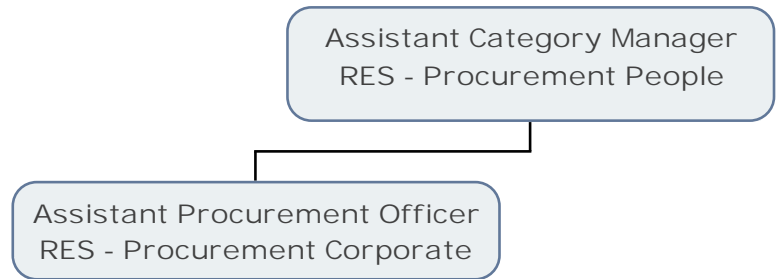 Assistant Category Manager
RES - Procurement People
Assistant Procurement Officer
RES - Procurement Corporate